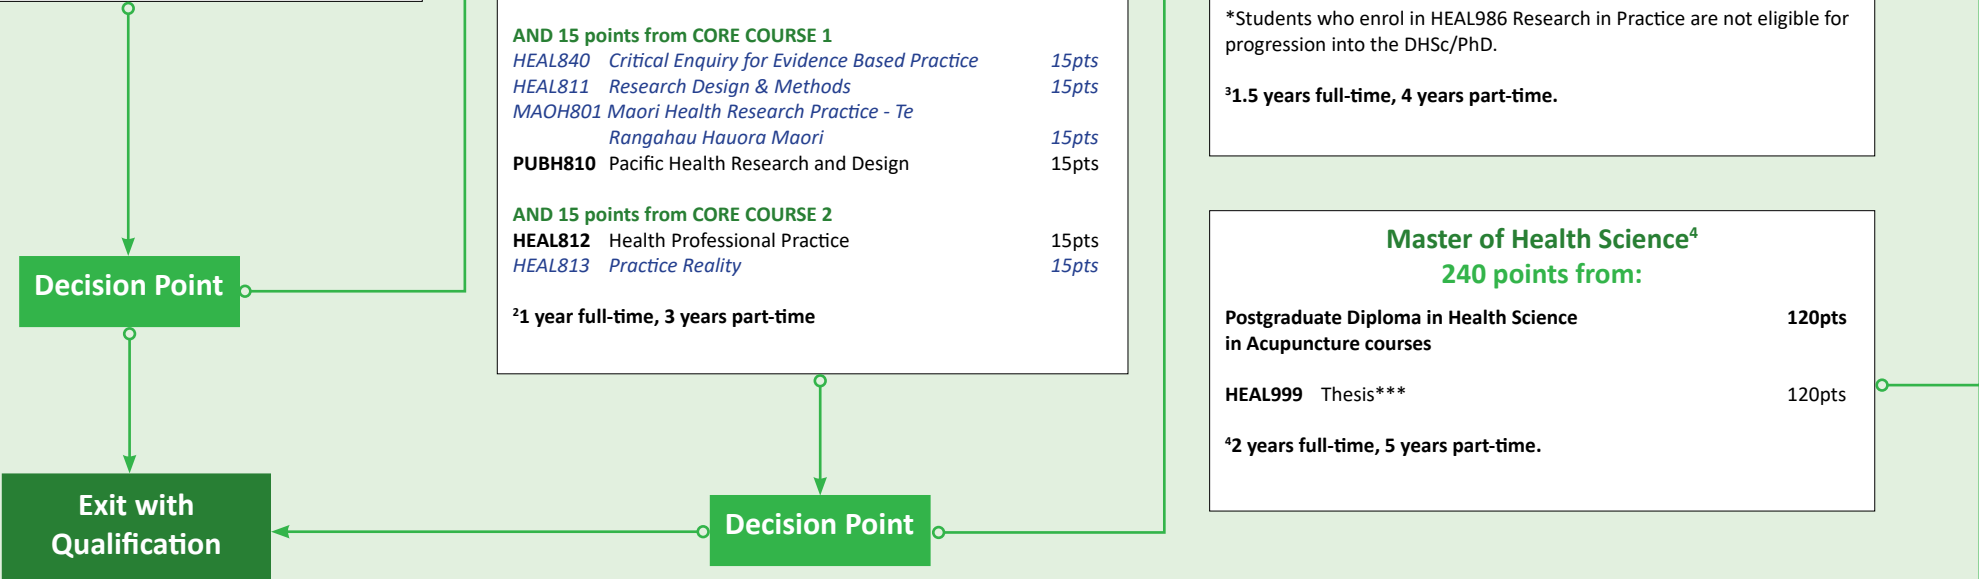 Decision Point
Exit with
Qualification
AND 15 points from CORE COURSE 1
HEAL840 Critical Enquiry for Evidence Based Practice 15pts
HEAL811 Research Design & Methods 15pts
MAOH801 Maori Health Research Practice - Te
Rangahau Hauora Maori 15pts
PUBH810 Pacific Health Research and Design 15pts
AND 15 points from CORE COURSE 2
HEAL812 Health Professional Practice 15pts
HEAL813 Practice Reality 15pts
²1 year full-time, 3 years part-time
Decision Point
*Students who enrol in HEAL986 Research in Practice are not eligible for
progression into the DHSc/PhD.
³1.5 years full-time, 4 years part-time.
Master of Health Science⁴
240 points from:
Postgraduate Diploma in Health Science 120pts
in Acupuncture courses
HEAL999 Thesis*** 120pts
⁴2 years full-time, 5 years part-time.